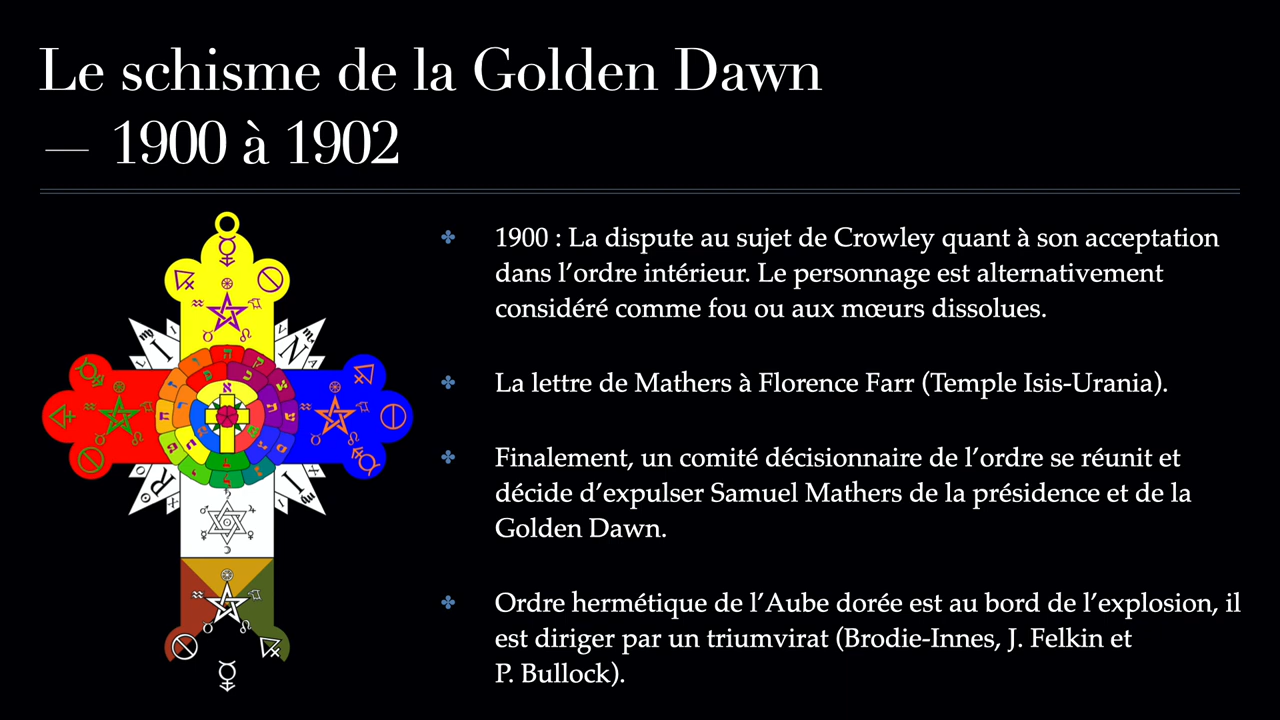 Le schisme de la Golden Dawn
— 1900 à 1902
1900 : La dispute au sujet de Crowley quant à son acceptation
dans l’ordre intérieur. Le personnage est alternativement
considéré comme fou ou aux mœurs dissolues.
La lettre de Mathers à Florence Farr (Temple Isis-Urania).
Finalement, un comité décisionnaire de l’ordre se réunit et
décide d’expulser Samuel Mathers de la présidence et de la
Golden Dawn.
Ordre hermétique de l’Aube dorée est au bord de l’explosion, il
est diriger par un triumvirat (Brodie-Innes, J. Felkin et
P. Bullock).
I N
R I